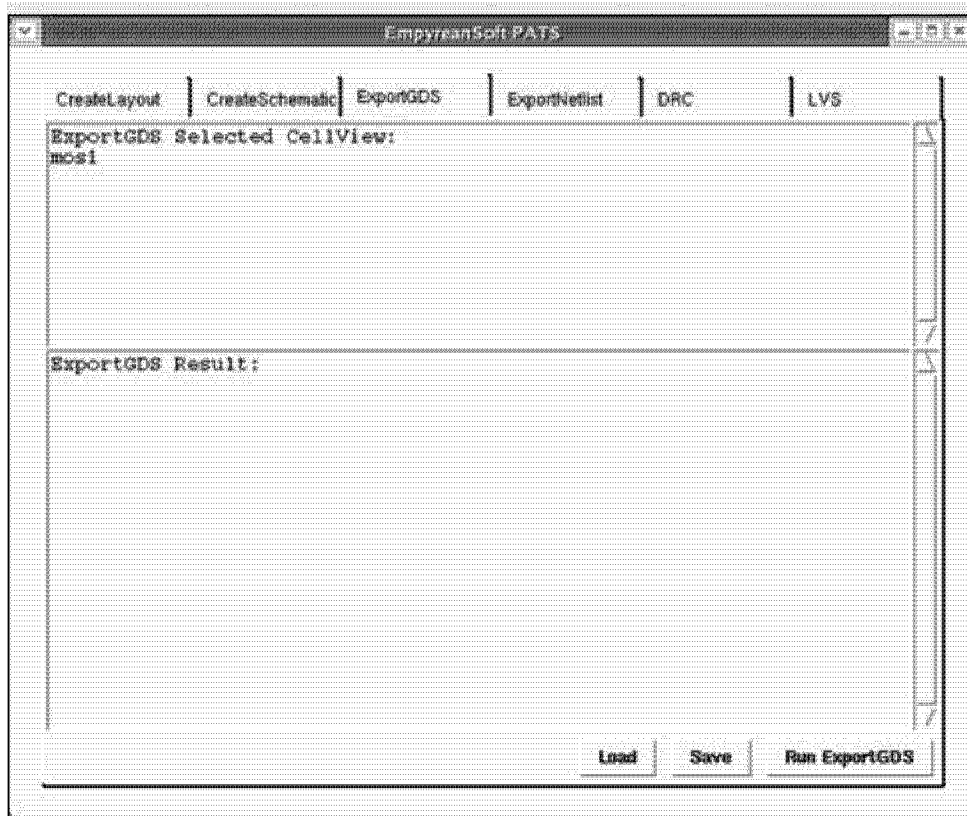 EmpyreanSoft PATS
CreateLayout CreateSchematic ExportGDS ExportNetlist DRC LVS
ExportGDS Selected CellView:
mos1
ExportGDS Result:
Load Save Run ExportGDS